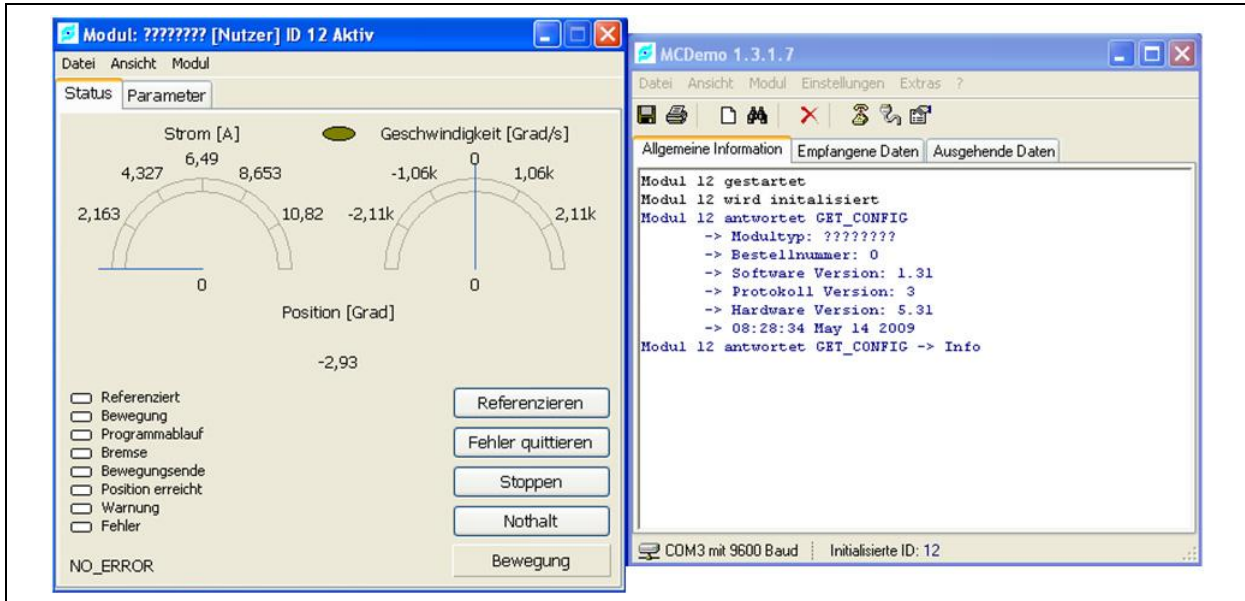 Modul: ???????? [Nutzer] ID 12 Aktiv
Datei Ansicht Modul
Status Parameter
Strom [A] Geschwindigkeit [Grad/s]
6,49
4,327 8,653
2,163 10,82
0
0
-1,06k 1,06k
-2,11k 2,11k
0
Position [Grad]
-2,93
Referenziert
Bewegung
Programmablauf
Bremse
Bewegungsende
Position erreicht
Warnung
Fehler
NO_ERROR
Referenzieren
Fehler quittieren
Stoppen
Nothalt
Bewegung
MCDemo 1.3.1.7
Datei Ansicht Modul Einstellungen Extras ?
Allgemeine Information Empfangene Daten Ausgehende Daten
Modul 12 gestartet
Modul 12 wird initalisiert
Modul 12 antwortet GET_CONFIG
-> Modultyp: ????????
-> Bestellnummer: 0
-> Software Version: 1.31
-> Protokoll Version: 3
-> Hardware Version: 5.31
-> 08:28:34 May 14 2009
Modul 12 antwortet GET_CONFIG -> Info
COM3 mit 9600 Baud Initialisierte ID: 12